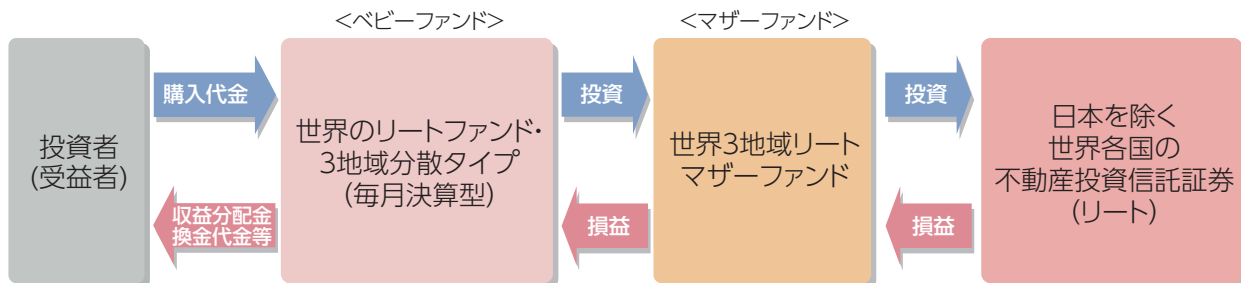 <ベビーファンド>
<マザーファンド>
投資者
(受益者)
購入代金
収益分配金
換金代金等
世界のリートファンド・
3地域分散タイプ
(毎月決算型)
投資
損益
世界3地域リート
マザーファンド
投資
損益
日本を除く
世界各国の
不動産投資信託証券
(リート)